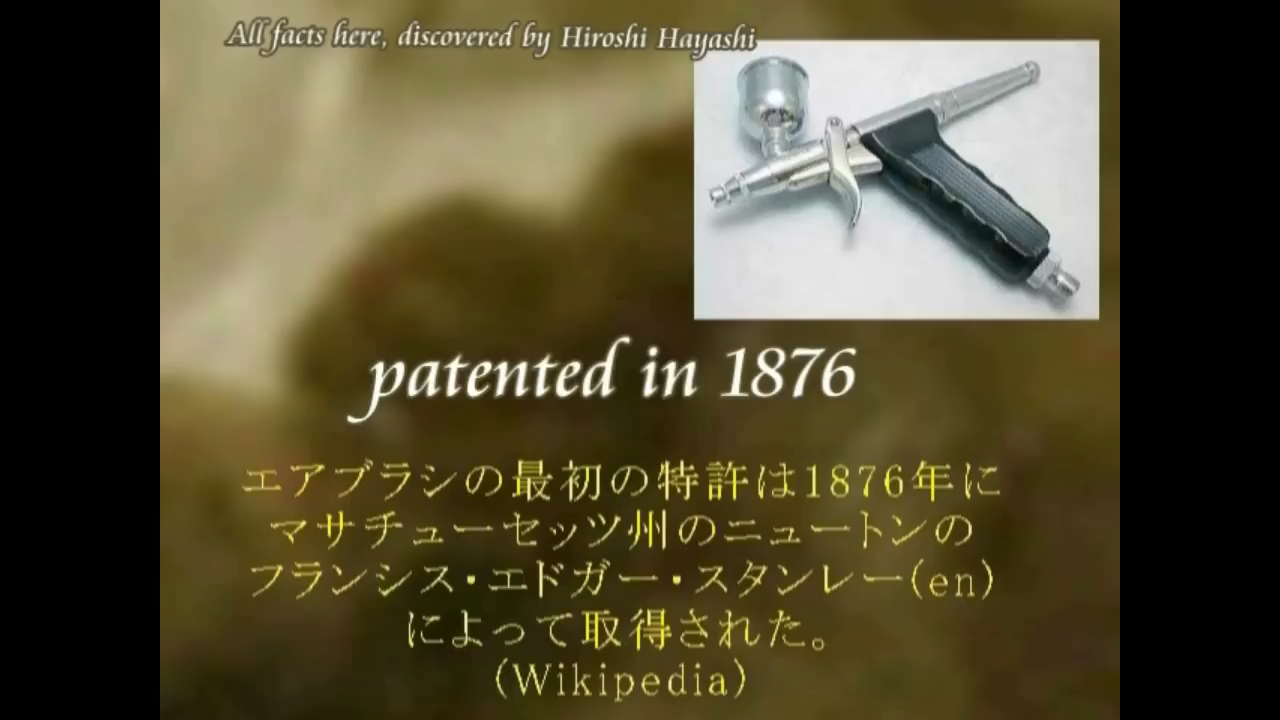 All facts here, discovered by Hiroshi Hayashi
patented in 1876
エアブラシの最初の特許は1876年に
マサチューセッツ州のニュートンの
フランシス・エドガー・スタンレー(en)
によって取得された。
(Wikipedia)